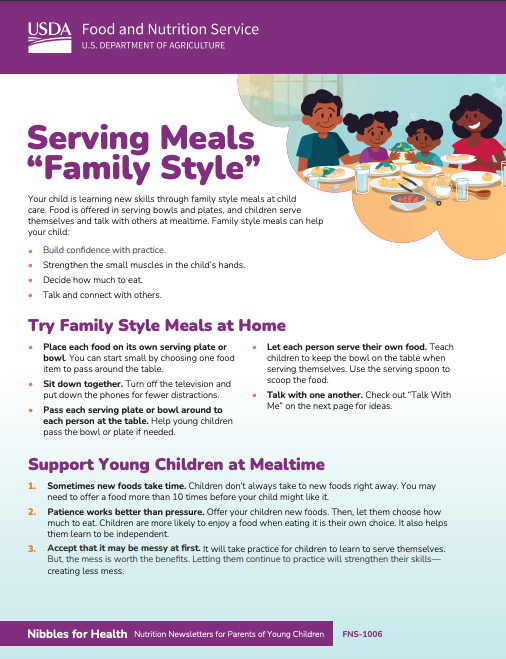 USDA Food and Nutrition Service
U.S. DEPARTMENT OF AGRICULTURE
Serving Meals
“Family Style”
Your child is learning new skills through family style meals at child
care. Food is offered in serving bowls and plates, and children serve
themselves and talk with others at mealtime. Family style meals can help
your child:
• Build confidence with practice.
• Strengthen the small muscles in the child’s hands.
• Decide how much to eat.
• Talk and connect with others.
Try Family Style Meals at Home
• Place each food on its own serving plate or
bowl. You can start small by choosing one food
item to pass around the table.
• Sit down together. Turn off the television and
put down the phones for fewer distractions.
• Pass each serving plate or bowl around to
each person at the table. Help young children
pass the bowl or plate if needed.
• Let each person serve their own food. Teach
children to keep the bowl on the table when
serving themselves. Use the serving spoon to
scoop the food.
• Talk with one another. Check out “Talk With
Me” on the next page for ideas.
Support Young Children at Mealtime
1. Sometimes new foods take time. Children don’t always take to new foods right away. You may
need to offer a food more than 10 times before your child might like it.
2. Patience works better than pressure. Offer your children new foods. Then, let them choose how
much to eat. Children are more likely to enjoy a food when eating it is their own choice. It also helps
them learn to be independent.
3. Accept that it may be messy at first. It will take practice for children to learn to serve themselves.
But, the mess is worth the benefits. Letting them continue to practice will strengthen their skills—
creating less mess.
Nibbles for Health Nutrition Newsletters for Parents of Young Children FNS-1006